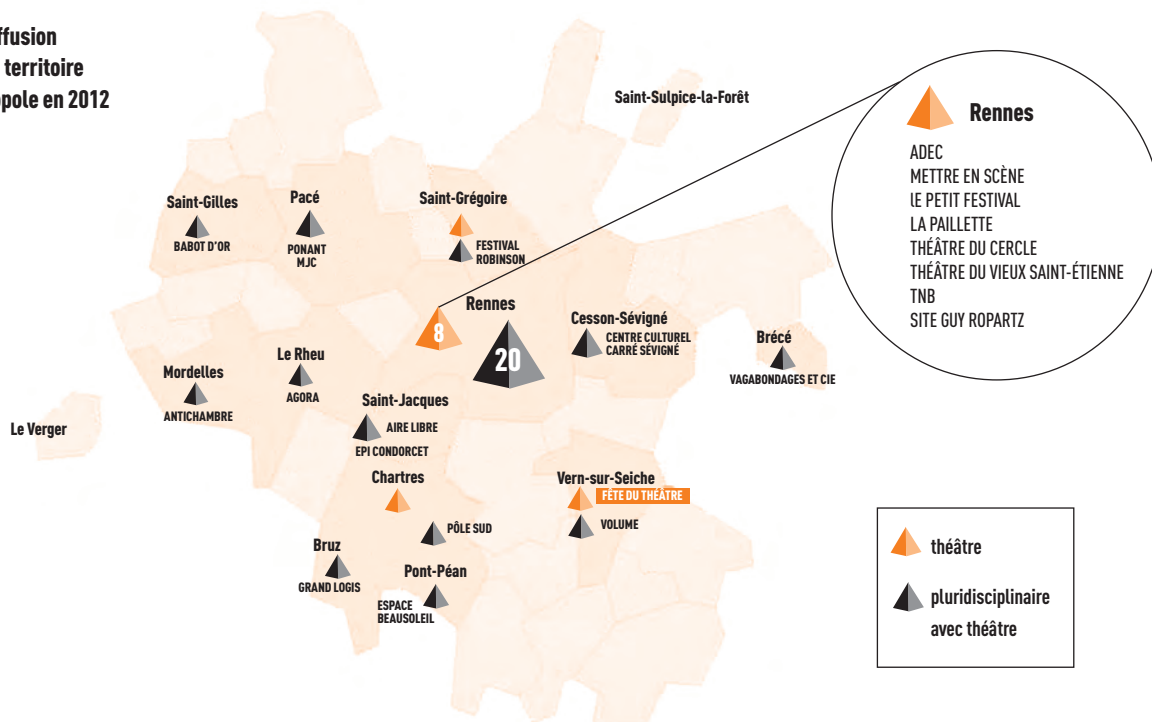 ffusion
territoire
opole en 2012
Saint-Sulpice-la-Forêt
Rennes
ADEC
METTRE EN SCÈNE
lE PETIT FESTIVAL
LA PAILLETTE
THÉÂTRE DU CERCLE
THÉÂTRE DU VIEUX SAINT-ÉTIENNE
TNB
SITE GUY ROPARTZ
Saint-Gilles
BABOT D'OR
Pacé
PONANT
MJC
Saint-Grégoire
FESTIVAL
ROBINSON
Rennes
8
20
Cesson-Sévigné
CENTRE CULTUREL
CARRÉ SÉVIGNÉ
Brécé
VAGABONDAGES ET CIE
Mordelles
ANTICHAMBRE
Le Rheu
AGORA
Saint-Jacques
AIRE LIBRE
EPI CONDORCET
Le Verger
Chartres
PÔLE SUD
Vern-sur-Seiche
FÊTE DU THÉÂTRE
VOLUME
Bruz
GRAND LOGIS
Pont-Péan
ESPACE
BEAUSOLEIL
théâtre
pluridisciplinaire
avec théâtre